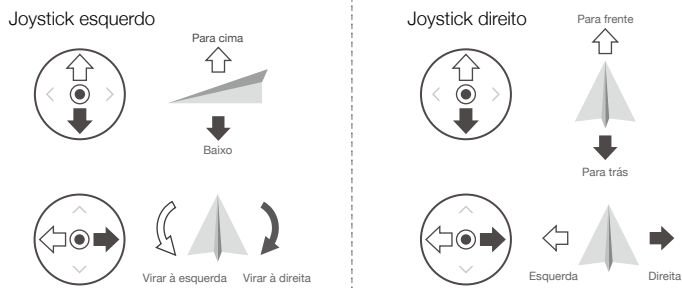 Joystick esquerdo
Para cima
Baixo
Virar à esquerda
Virar à direita
Joystick direito
Para frente
Para trás
Esquerda
Direita